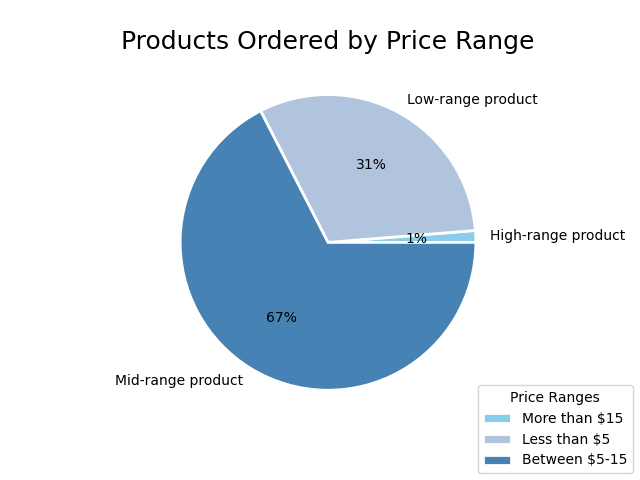 Products Ordered by Price Range
Low-range product
31%
1%
High-range product
67%
Mid-range product
Price Ranges
More than $15
Less than $5
Between $5-15